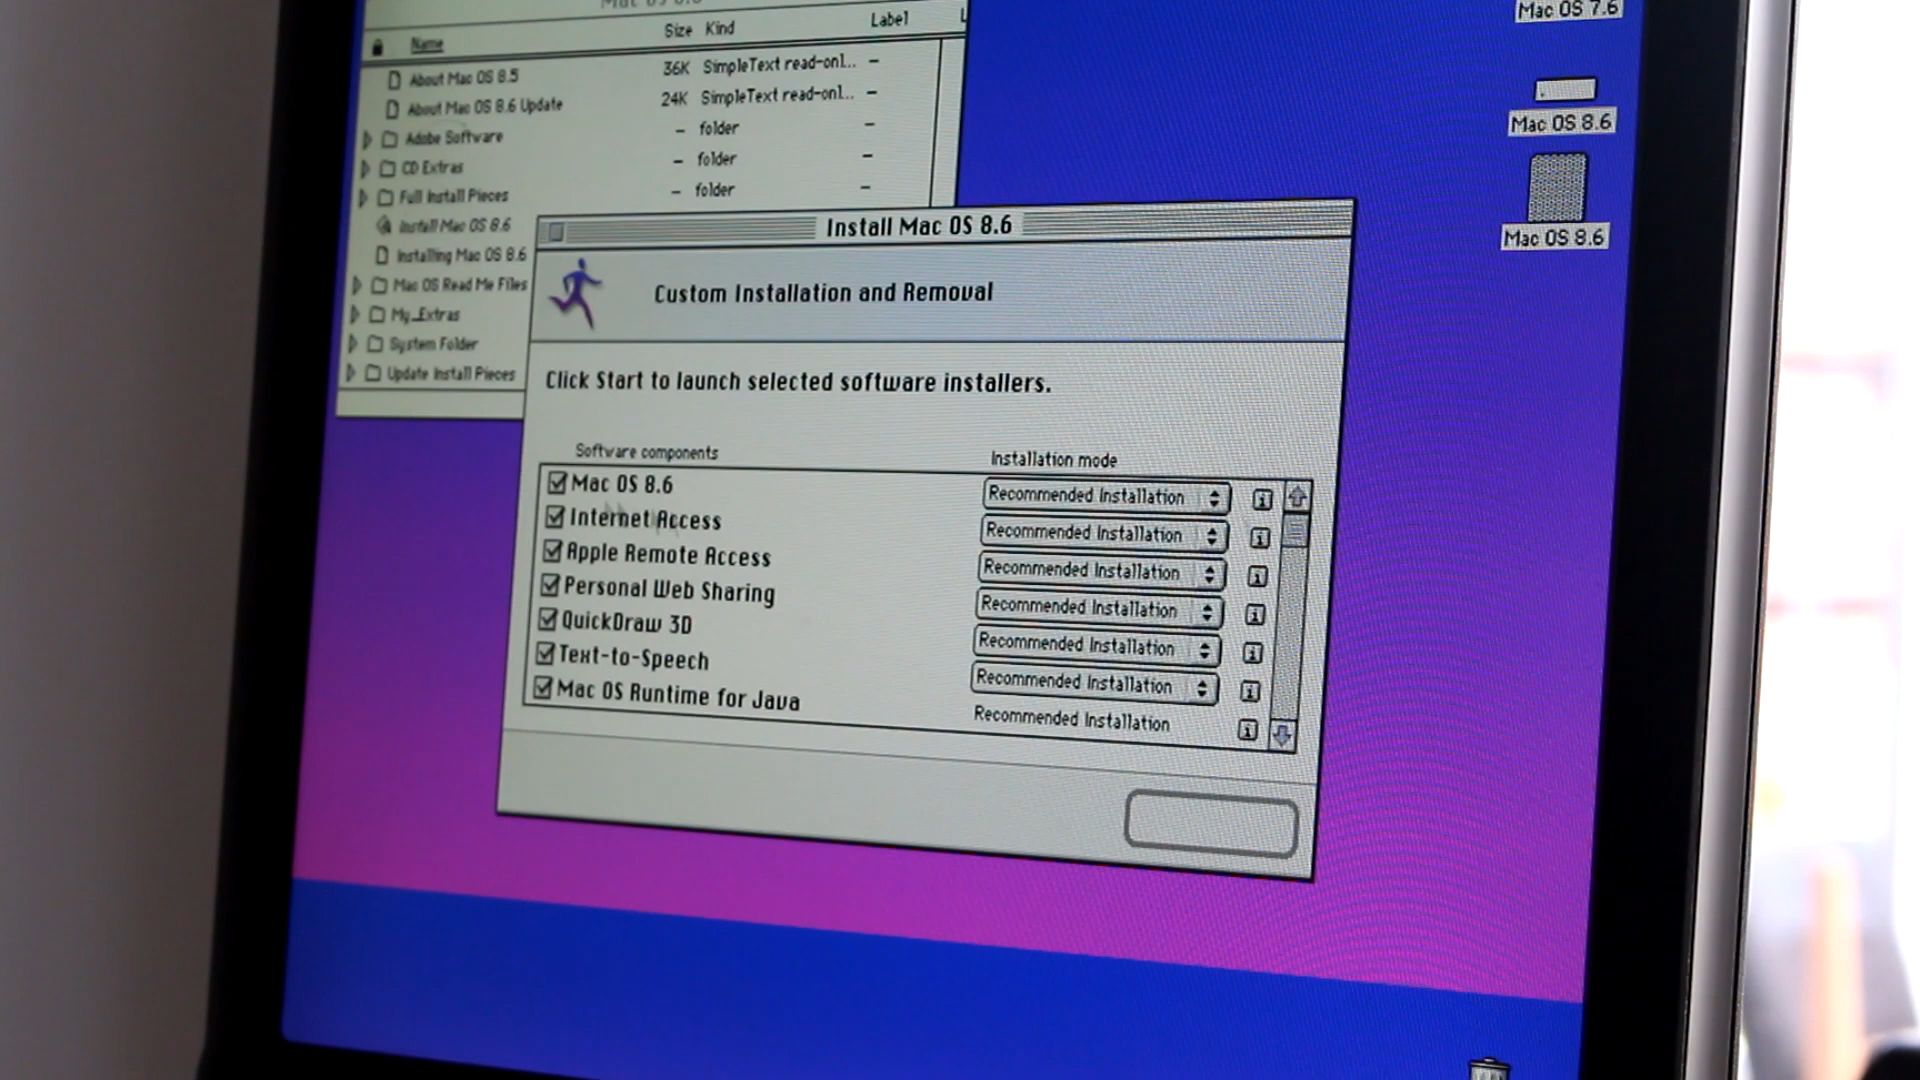 Name Size Kind Label
About Mac OS 8.5 36K SimpleText read-onl... –
About Mac OS 8.6 Update 24K SimpleText read-onl... –
Adobe Software – folder –
CD Extras – folder –
Full Install Pieces – folder –
Install Mac OS 8.6
Installing Mac OS 8.6
Mac OS Read Me Files
My_Extras
System Folder
Update Install Pieces
Mac OS 7.6
Mac OS 8.6
Mac OS 8.6
Install Mac OS 8.6
Custom Installation and Removal
Click Start to launch selected software installers.
Software components Installation mode
Mac OS 8.6 Recommended Installation
Internet Access Recommended Installation
Apple Remote Access Recommended Installation
Personal Web Sharing Recommended Installation
QuickDraw 3D Recommended Installation
Text-to-Speech Recommended Installation
Mac OS Runtime for Java Recommended Installation